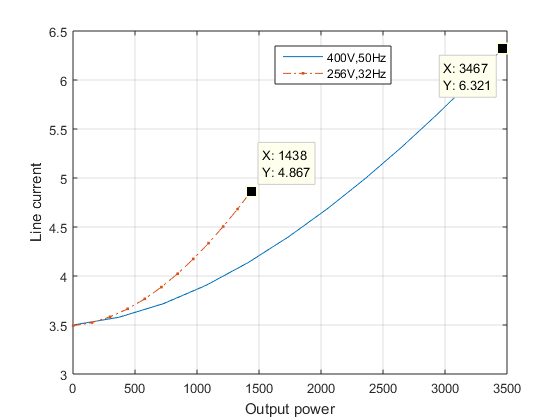 6.5
6
5.5
5
4.5
4
3.5
3
Line current
400V,50Hz
256V,32Hz
X: 3467
Y: 6.321
X: 1438
Y: 4.867
0
500
1000
1500
2000
2500
3000
3500
Output power